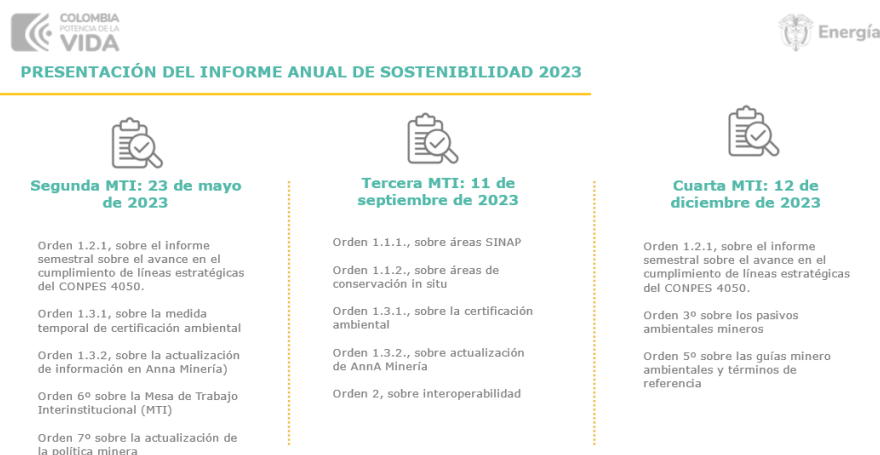 COLOMBIA
POTENCIA DE LA
VIDA
Energía
PRESENTACIÓN DEL INFORME ANUAL DE SOSTENIBILIDAD 2023
Segunda MTI: 23 de mayo
de 2023
Orden 1.2.1, sobre el informe
semestral sobre el avance en el
cumplimiento de líneas estratégicas
del CONPES 4050.
Orden 1.3.1, sobre la medida
temporal de certificación ambiental
Orden 1.3.2, sobre la actualización
de información en Anna Minería)
Orden 6º sobre la Mesa de Trabajo
Interinstitucional (MTI)
Orden 7º sobre la actualización de
la política minera
Tercera MTI: 11 de
septiembre de 2023
Orden 1.1.1., sobre áreas SINAP
Orden 1.1.2., sobre áreas de
conservación in situ
Orden 1.3.1., sobre la certificación
ambiental
Orden 1.3.2., sobre actualización
de AnnA Minería
Orden 2, sobre interoperabilidad
Cuarta MTI: 12 de
diciembre de 2023
Orden 1.2.1, sobre el informe
semestral sobre el avance en el
cumplimiento de líneas estratégicas
del CONPES 4050.
Orden 3º sobre los pasivos
ambientales mineros
Orden 5º sobre las guías minero
ambientales y términos de
referencia